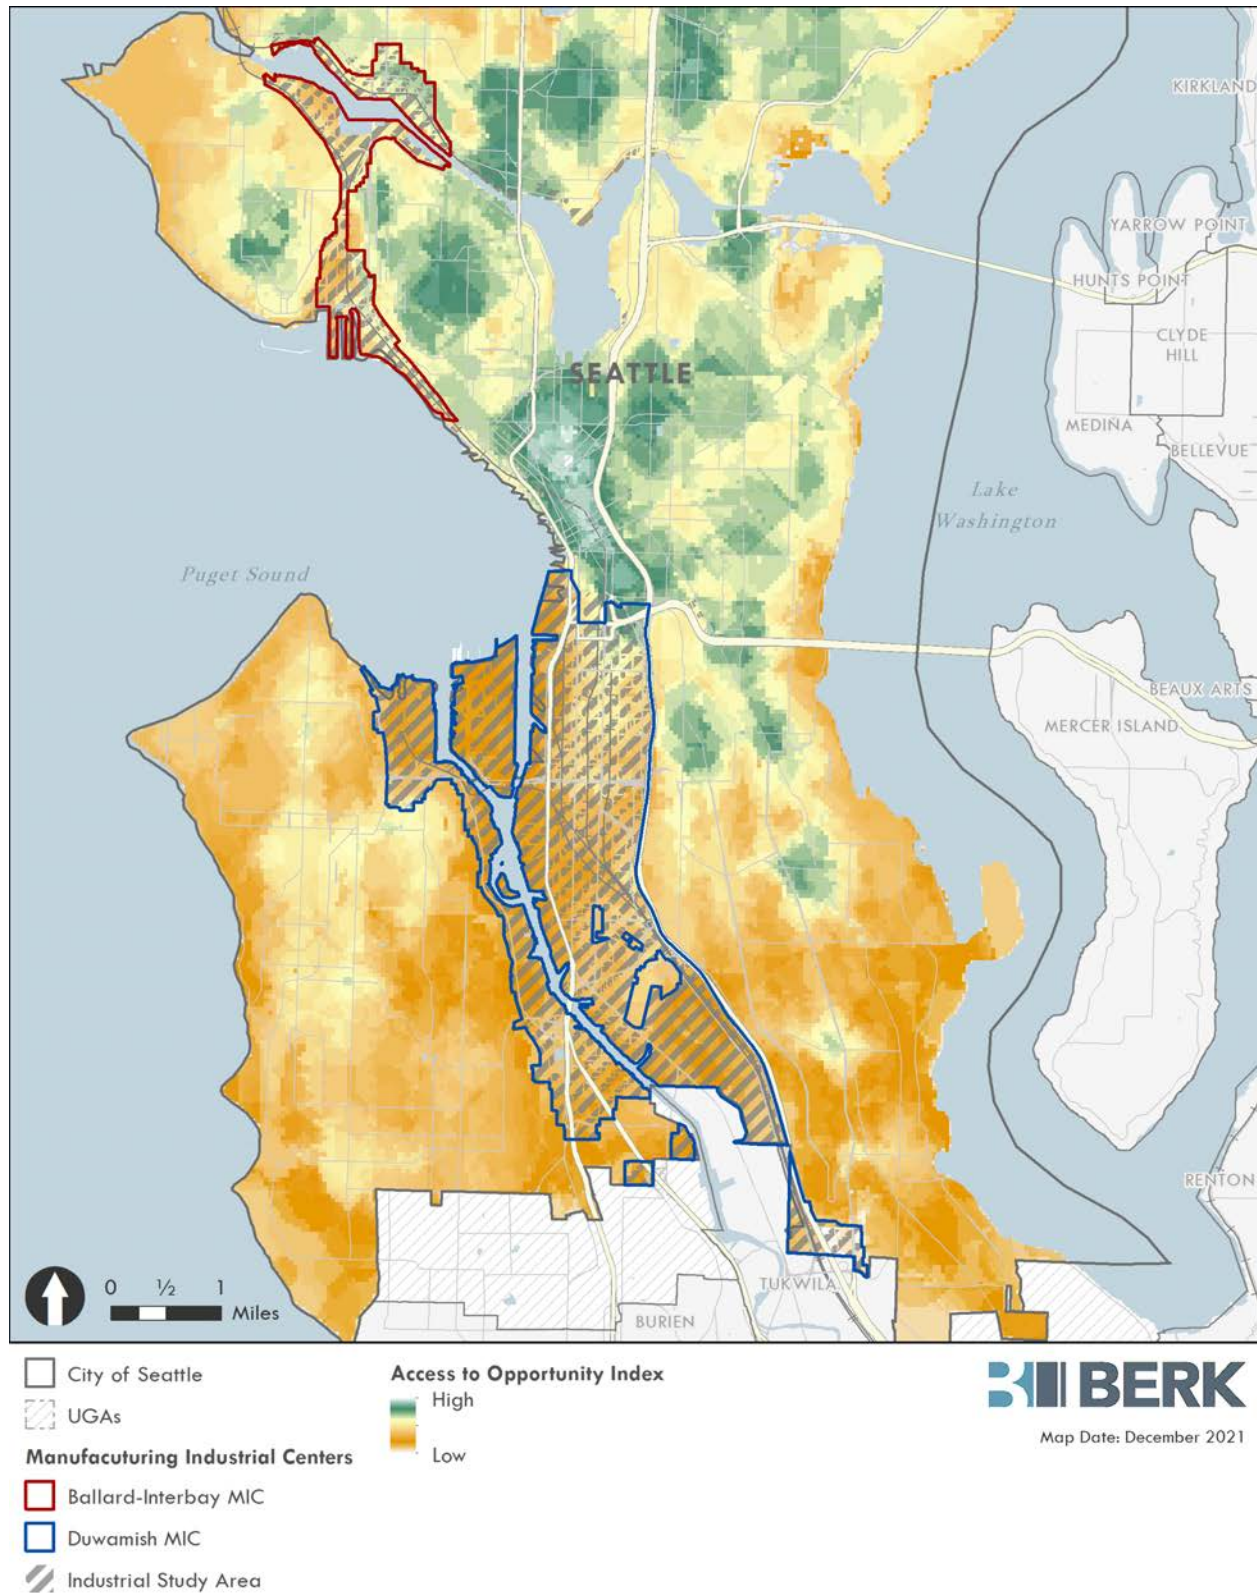 KIRKLAND
YARROW POINT
HUNTS POINT
CLYDE
HILL
SEATTLE
MEDINA
BELLEVUE
Lake
Washington
Puget Sound
BEAUX ARTS
MERCER ISLAND
RENTON
TUKWILA
BURIEN
0 ½ 1
Miles
City of Seattle
UGAs
Manufacuturing Industrial Centers
Ballard-Interbay MIC
Duwamish MIC
Industrial Study Area
Access to Opportunity Index
High
Low
BERK
Map Date: December 2021